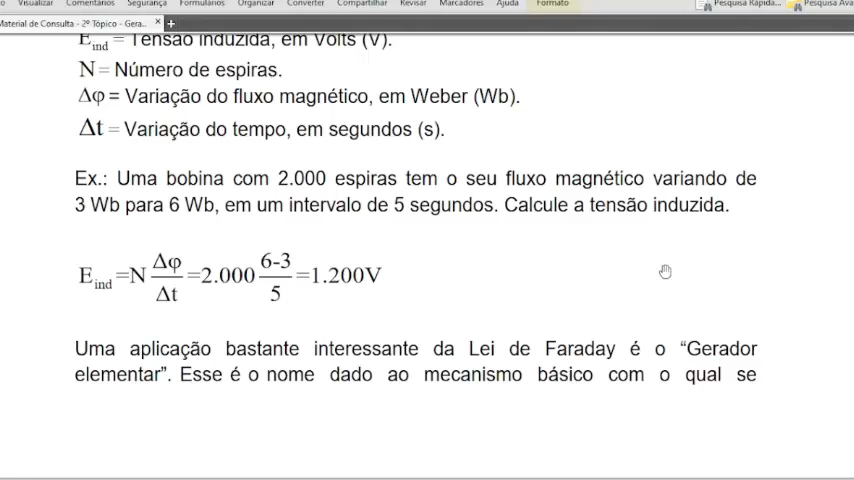 Visualizar Comentários Segurança Formulários Organizar Converter Compartilhar Revisar Marcadores Ajuda Formato Pesquisa Rápida... Pesquisa Ava
Material de Consulta - 2º Tópico - Gera.. × +
E_ind = Tensão induzida, em Volts (V).
N = Número de espiras.
Δφ = Variação do fluxo magnético, em Weber (Wb).
Δt = Variação do tempo, em segundos (s).
Ex.: Uma bobina com 2.000 espiras tem o seu fluxo magnético variando de
3 Wb para 6 Wb, em um intervalo de 5 segundos. Calcule a tensão induzida.
E_ind =N Δφ/Δt =2.000 6-3/5 =1.200V
Uma aplicação bastante interessante da Lei de Faraday é o “Gerador
elementar”. Esse é o nome dado ao mecanismo básico com o qual se